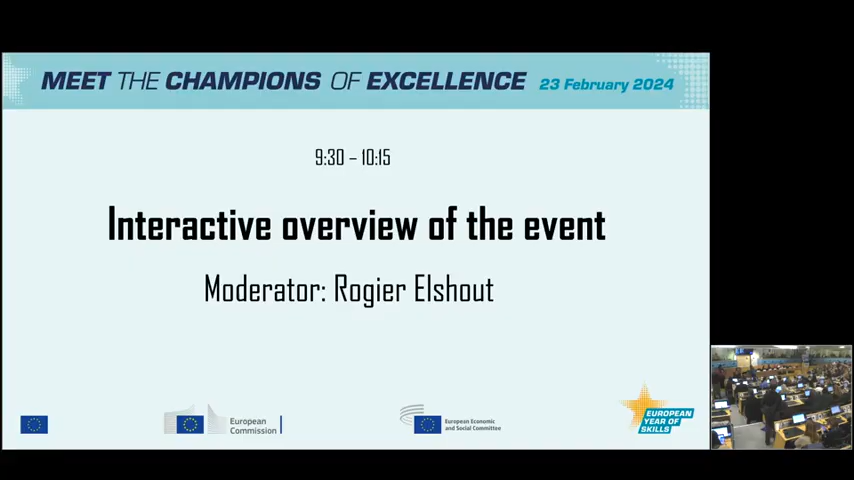 MEET THE CHAMPIONS OF EXCELLENCE 23 February 2024
9:30 – 10:15
Interactive overview of the event
Moderator: Rogier Elshout
European
Commission
European Economic
and Social Committee
EUROPEAN
YEAR OF
SKILLS